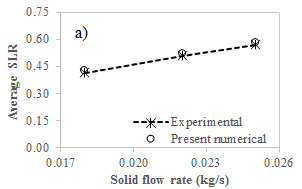 0.75
a)
0.60
0.45
0.30
0.15
0.00
Average SLR
Experimental
Present numerical
0.017 0.020 0.023 0.026
Solid flow rate (kg/s)